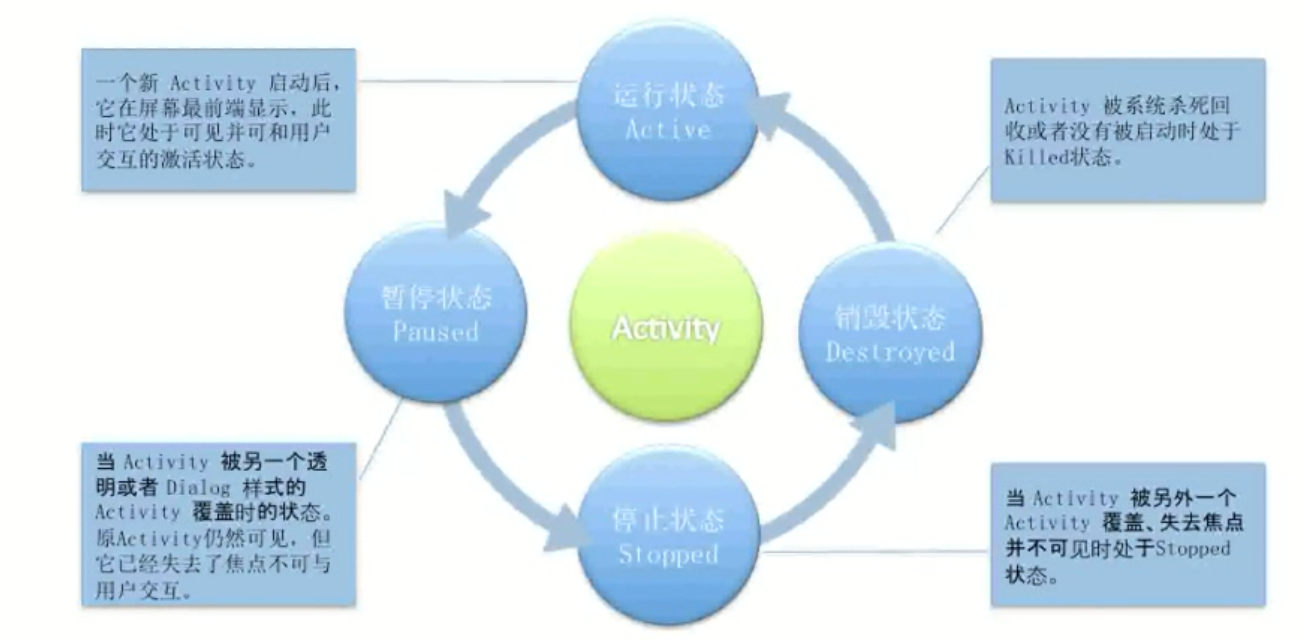 一个新 Activity 启动后，
它在屏幕最前端显示，此
时它处于可见并可和用户
交互的激活状态。
运行状态
Active
Activity 被系统杀死回
收或者没有被启动时处于
Killed状态。
暂停状态
Paused
Activity
销毁状态
Destroyed
当 Activity 被另一个透
明或者 Dialog 样式的
Activity 覆盖时的状态。
原Activity仍然可见，但
它已经失去了焦点不可与
用户交互。
停止状态
Stopped
当 Activity 被另外一个
Activity 覆盖、失去焦点
并不可见时处于Stopped
状态。